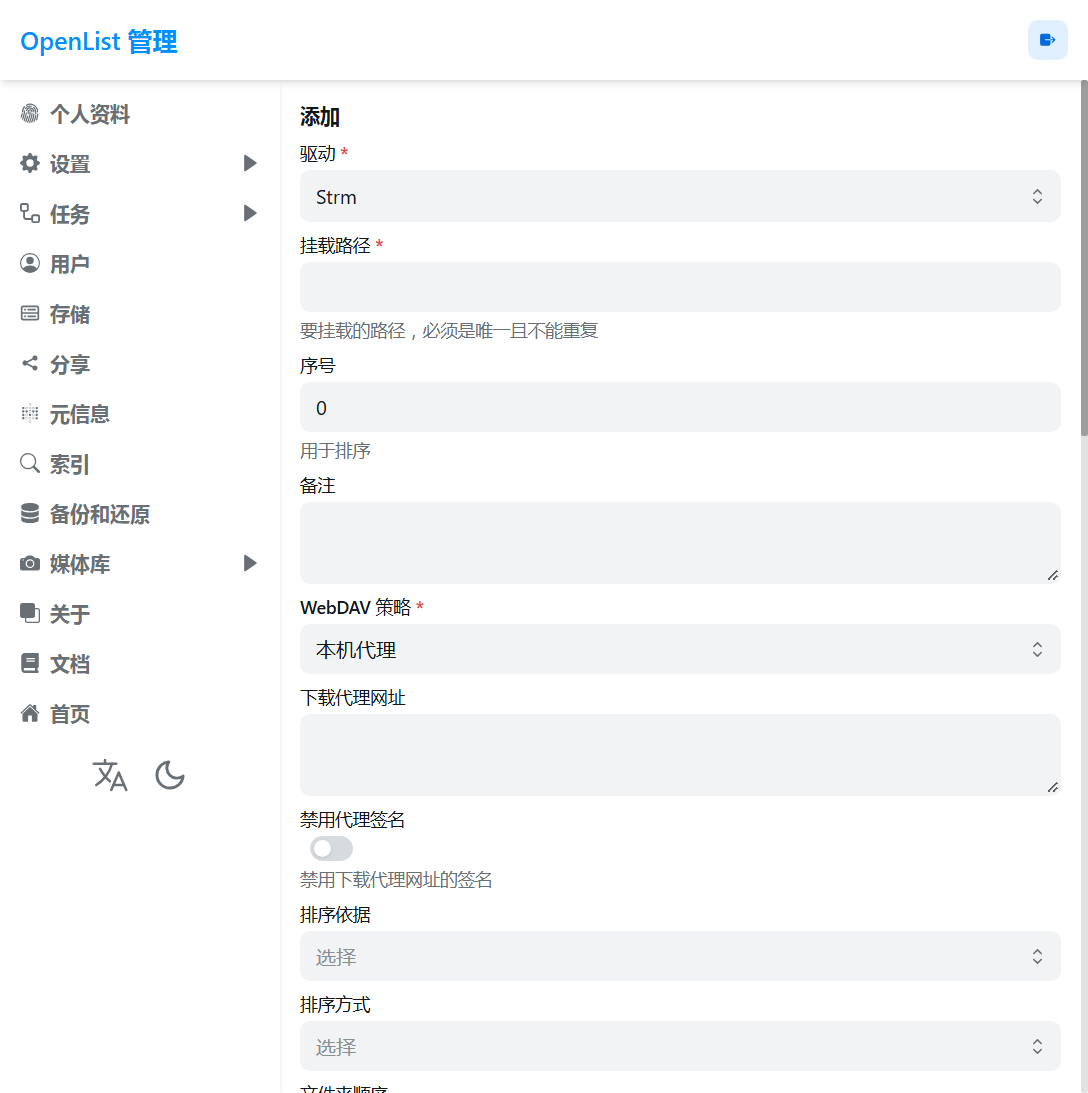 OpenList 管理
个人资料
设置
任务
用户
存储
分享
元信息
索引
备份和还原
媒体库
关于
文档
首页
添加
驱动 *
Strm
挂载路径 *
要挂载的路径，必须是唯一且不能重复
序号
0
用于排序
备注
WebDAV 策略 *
本机代理
下载代理网址
禁用代理签名
禁用下载代理网址的签名
排序依据
选择
排序方式
选择
文件夹顺序